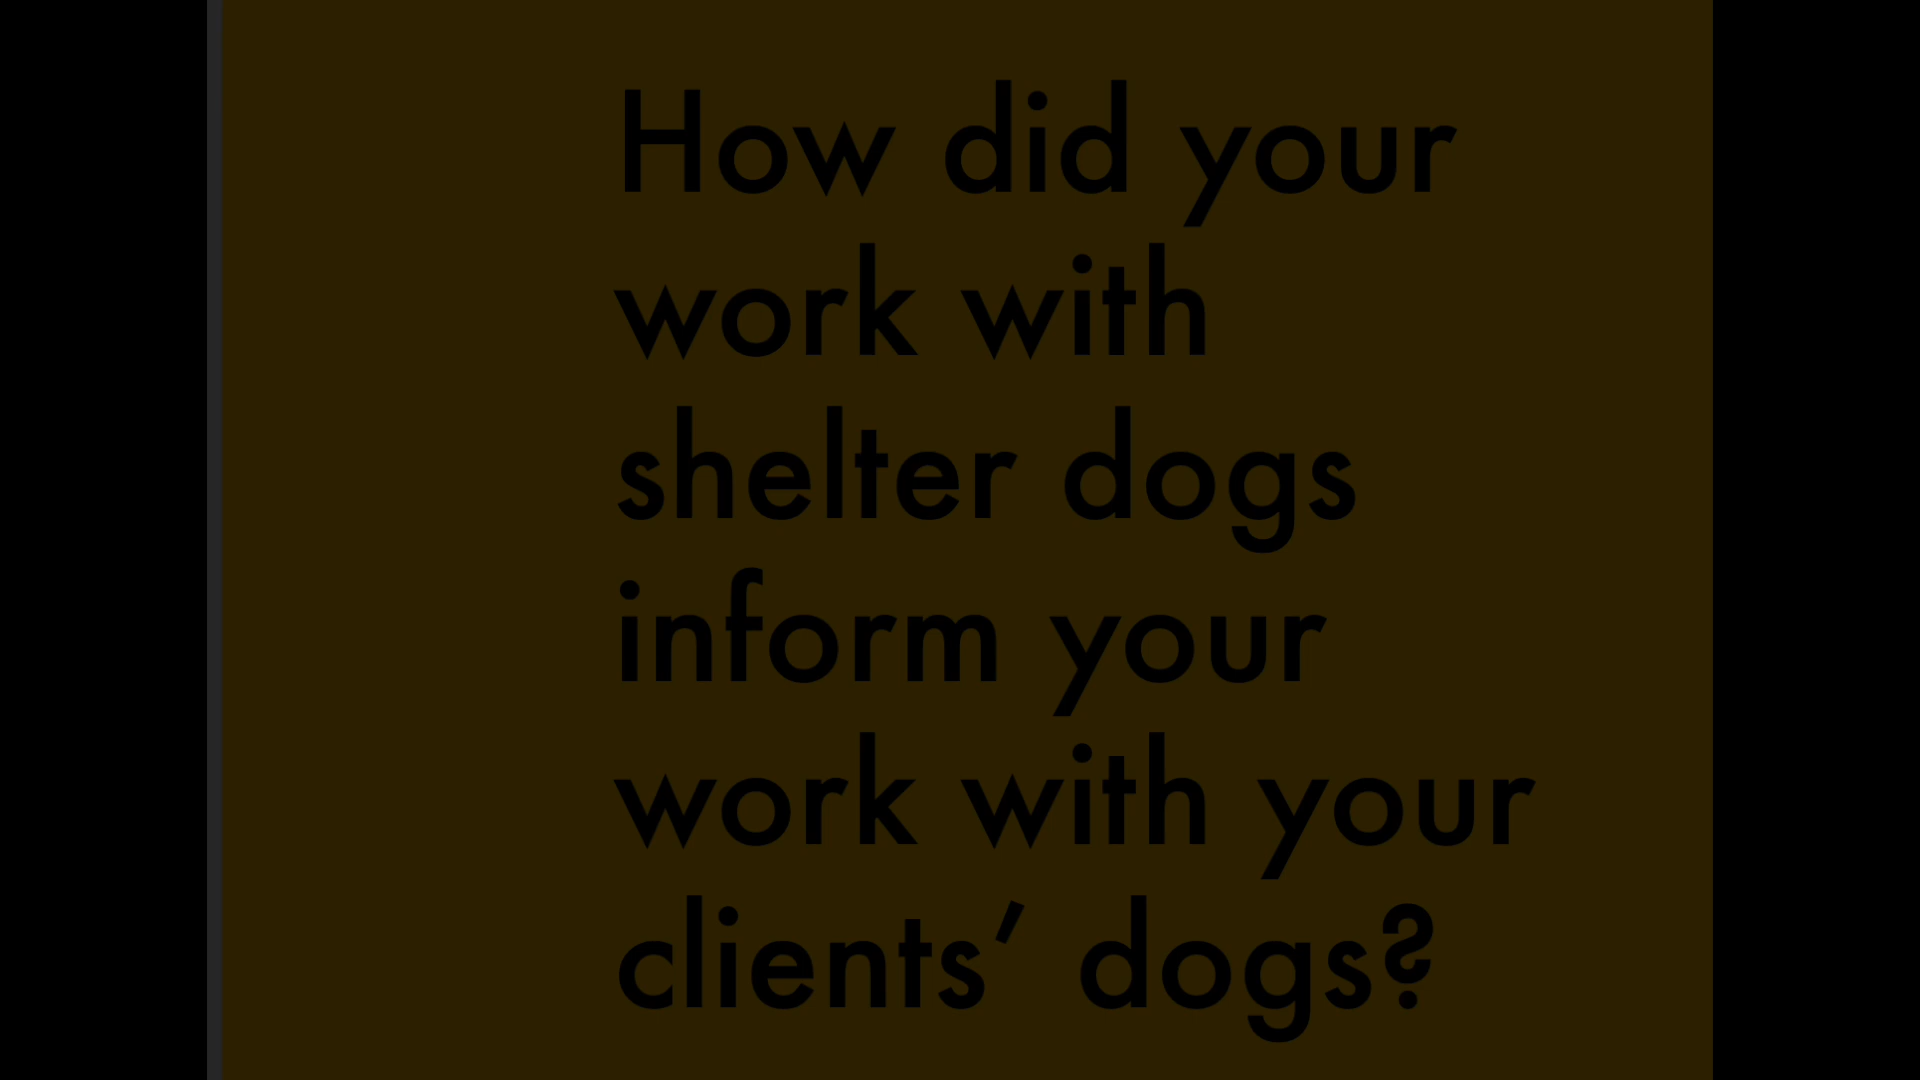 How did your
work with
shelter dogs
inform your
work with your
clients’ dogs?